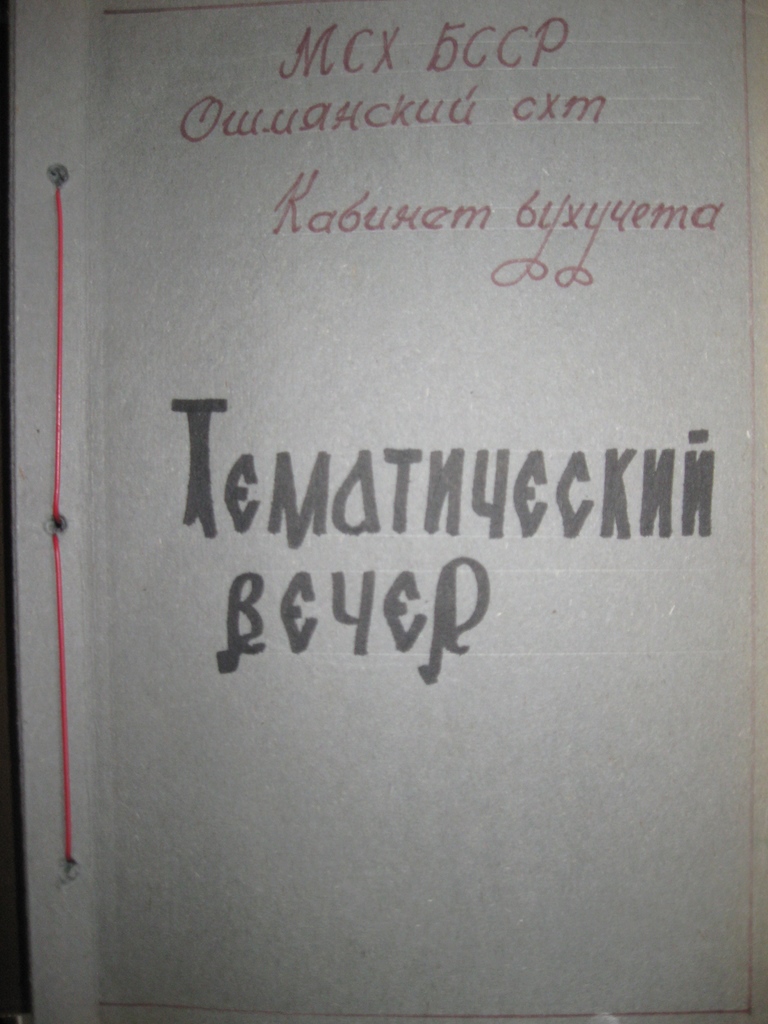 МСХ БССР
Ошмянский схт
Кабинет бухучета
Тематический
вечер